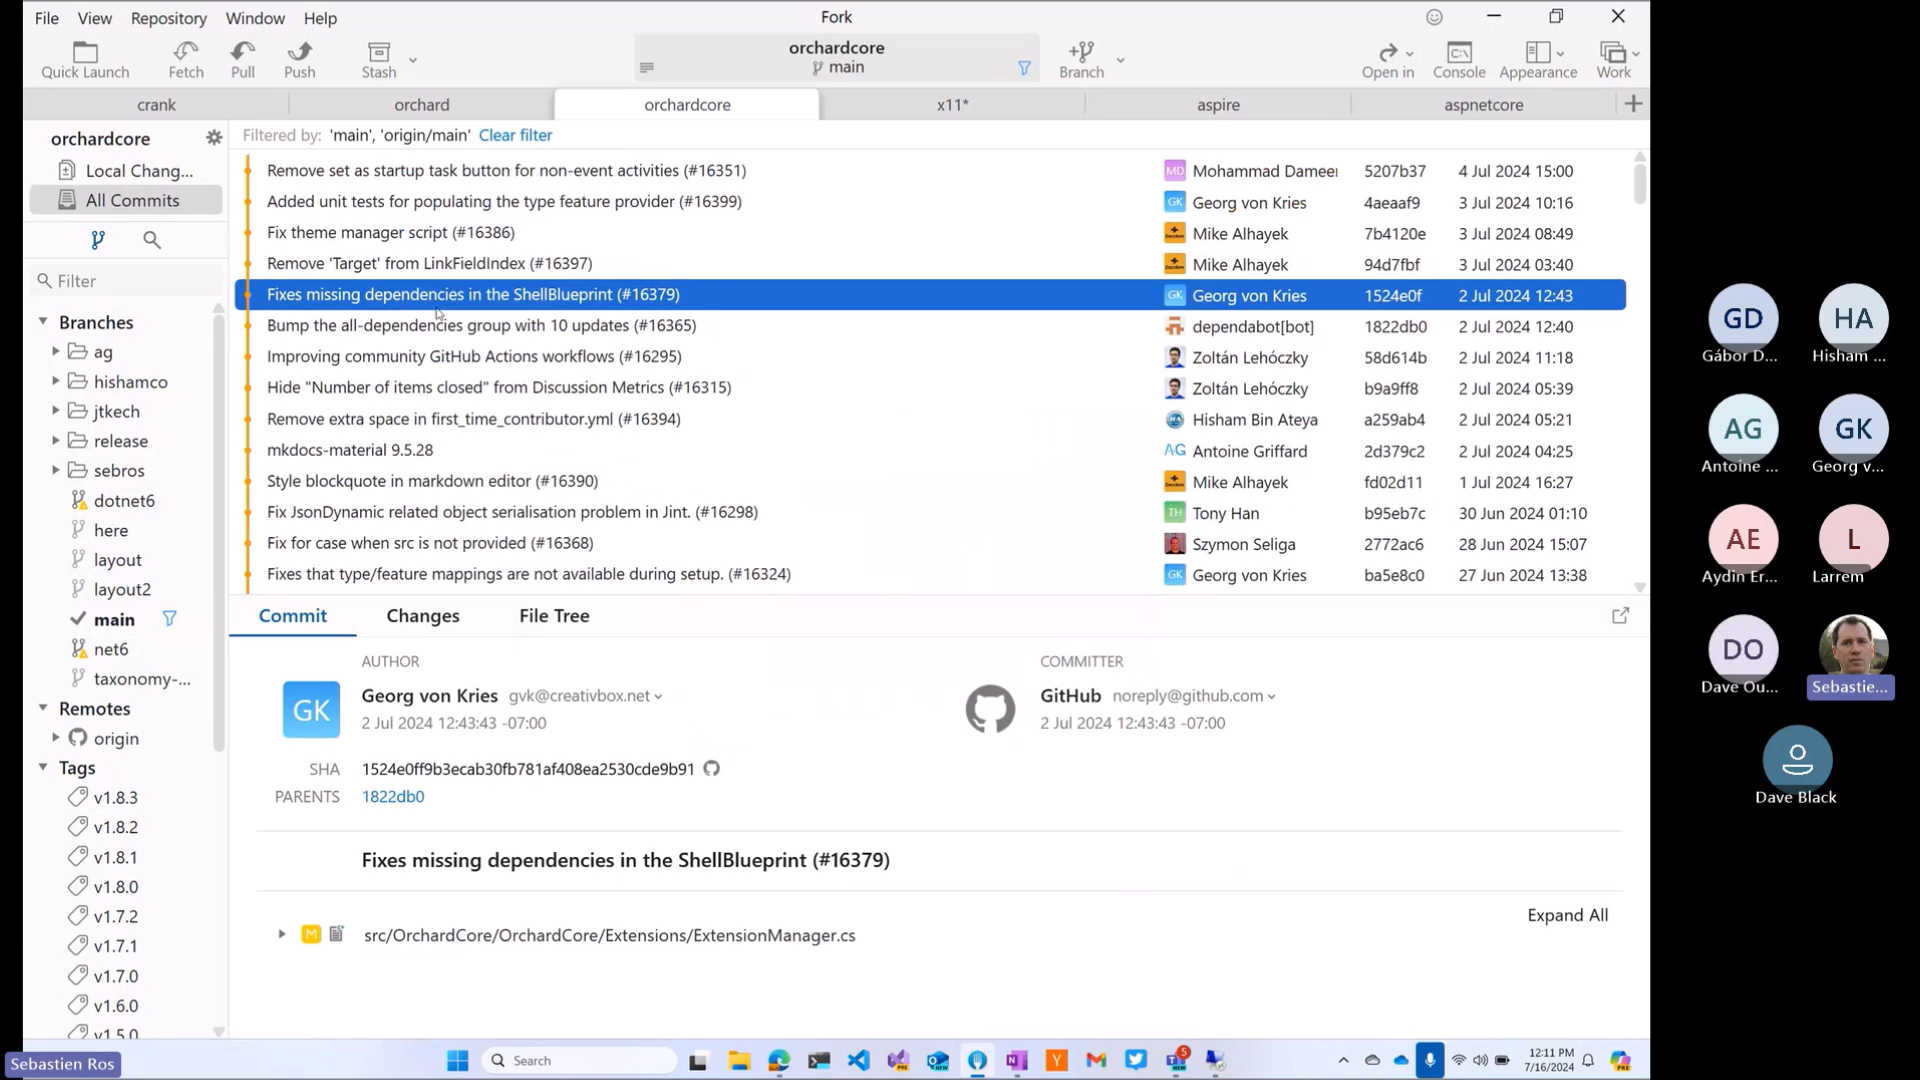 File View Repository Window Help
Fork
Quick Launch
Fetch
Pull
Push
Stash
orchardcore
main
Branch
Open in
Console
Appearance
Work
crank
orchard
orchardcore
x11*
aspire
aspnetcore
orchardcore
Local Chang...
All Commits
Filter
Branches
ag
hishamco
jtkech
release
sebros
dotnet6
here
layout
layout2
main
net6
taxonomy-...
Remotes
origin
Tags
v1.8.3
v1.8.2
v1.8.1
v1.8.0
v1.7.2
v1.7.1
v1.7.0
v1.6.0
v1.5.0
Filtered by: 'main', 'origin/main' Clear filter
Remove set as startup task button for non-event activities (#16351) MD Mohammad Dameer 5207b37 4 Jul 2024 15:00
Added unit tests for populating the type feature provider (#16399) GK Georg von Kries 4aeaaf9 3 Jul 2024 10:16
Fix theme manager script (#16386) Mike Alhayek 7b4120e 3 Jul 2024 08:49
Remove 'Target' from LinkFieldIndex (#16397) Mike Alhayek 94d7fbf 3 Jul 2024 03:40
Fixes missing dependencies in the ShellBlueprint (#16379) GK Georg von Kries 1524e0f 2 Jul 2024 12:43
Bump the all-dependencies group with 10 updates (#16365) dependabot[bot] 1822db0 2 Jul 2024 12:40
Improving community GitHub Actions workflows (#16295) Zoltán Lehóczky 58d614b 2 Jul 2024 11:18
Hide "Number of items closed" from Discussion Metrics (#16315) Zoltán Lehóczky b9a9ff8 2 Jul 2024 05:39
Remove extra space in first_time_contributor.yml (#16394) Hisham Bin Ateya a259ab4 2 Jul 2024 05:21
mkdocs-material 9.5.28 AG Antoine Griffard 2d379c2 2 Jul 2024 04:25
Style blockquote in markdown editor (#16390) Mike Alhayek fd02d11 1 Jul 2024 16:27
Fix JsonDynamic related object serialisation problem in Jint. (#16298) TH Tony Han b95eb7c 30 Jun 2024 01:10
Fix for case when src is not provided (#16368) Szymon Seliga 2772ac6 28 Jun 2024 15:07
Fixes that type/feature mappings are not available during setup. (#16324) GK Georg von Kries ba5e8c0 27 Jun 2024 13:38
Commit Changes File Tree
AUTHOR
GK
Georg von Kries gvk@creativbox.net
2 Jul 2024 12:43:43 -07:00
COMMITTER
GitHub noreply@github.com
2 Jul 2024 12:43:43 -07:00
SHA 1524e0ff9b3ecab30fb781af408ea2530cde9b91
PARENTS 1822db0
Fixes missing dependencies in the ShellBlueprint (#16379)
Expand All
M src/OrchardCore/OrchardCore/Extensions/ExtensionManager.cs
Sebastien Ros
Search
5
12:11 PM
7/16/2024
GD
Gábor D...
HA
Hisham ...
AG
Antoine ...
GK
Georg v...
AE
Aydin Er...
L
Larrem
DO
Dave Ou...
Sebastie...
Dave Black